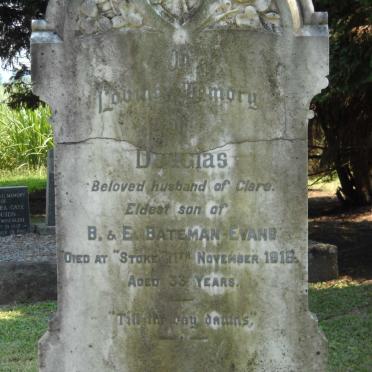 In
Loving Memory
of
Douglas
Beloved husband of Clare.
Eldest son of
B. & E. Bateman-Evans
Died at "Stoke" 11th November 1918.
Aged 33 Years.
"Till the day dawns."